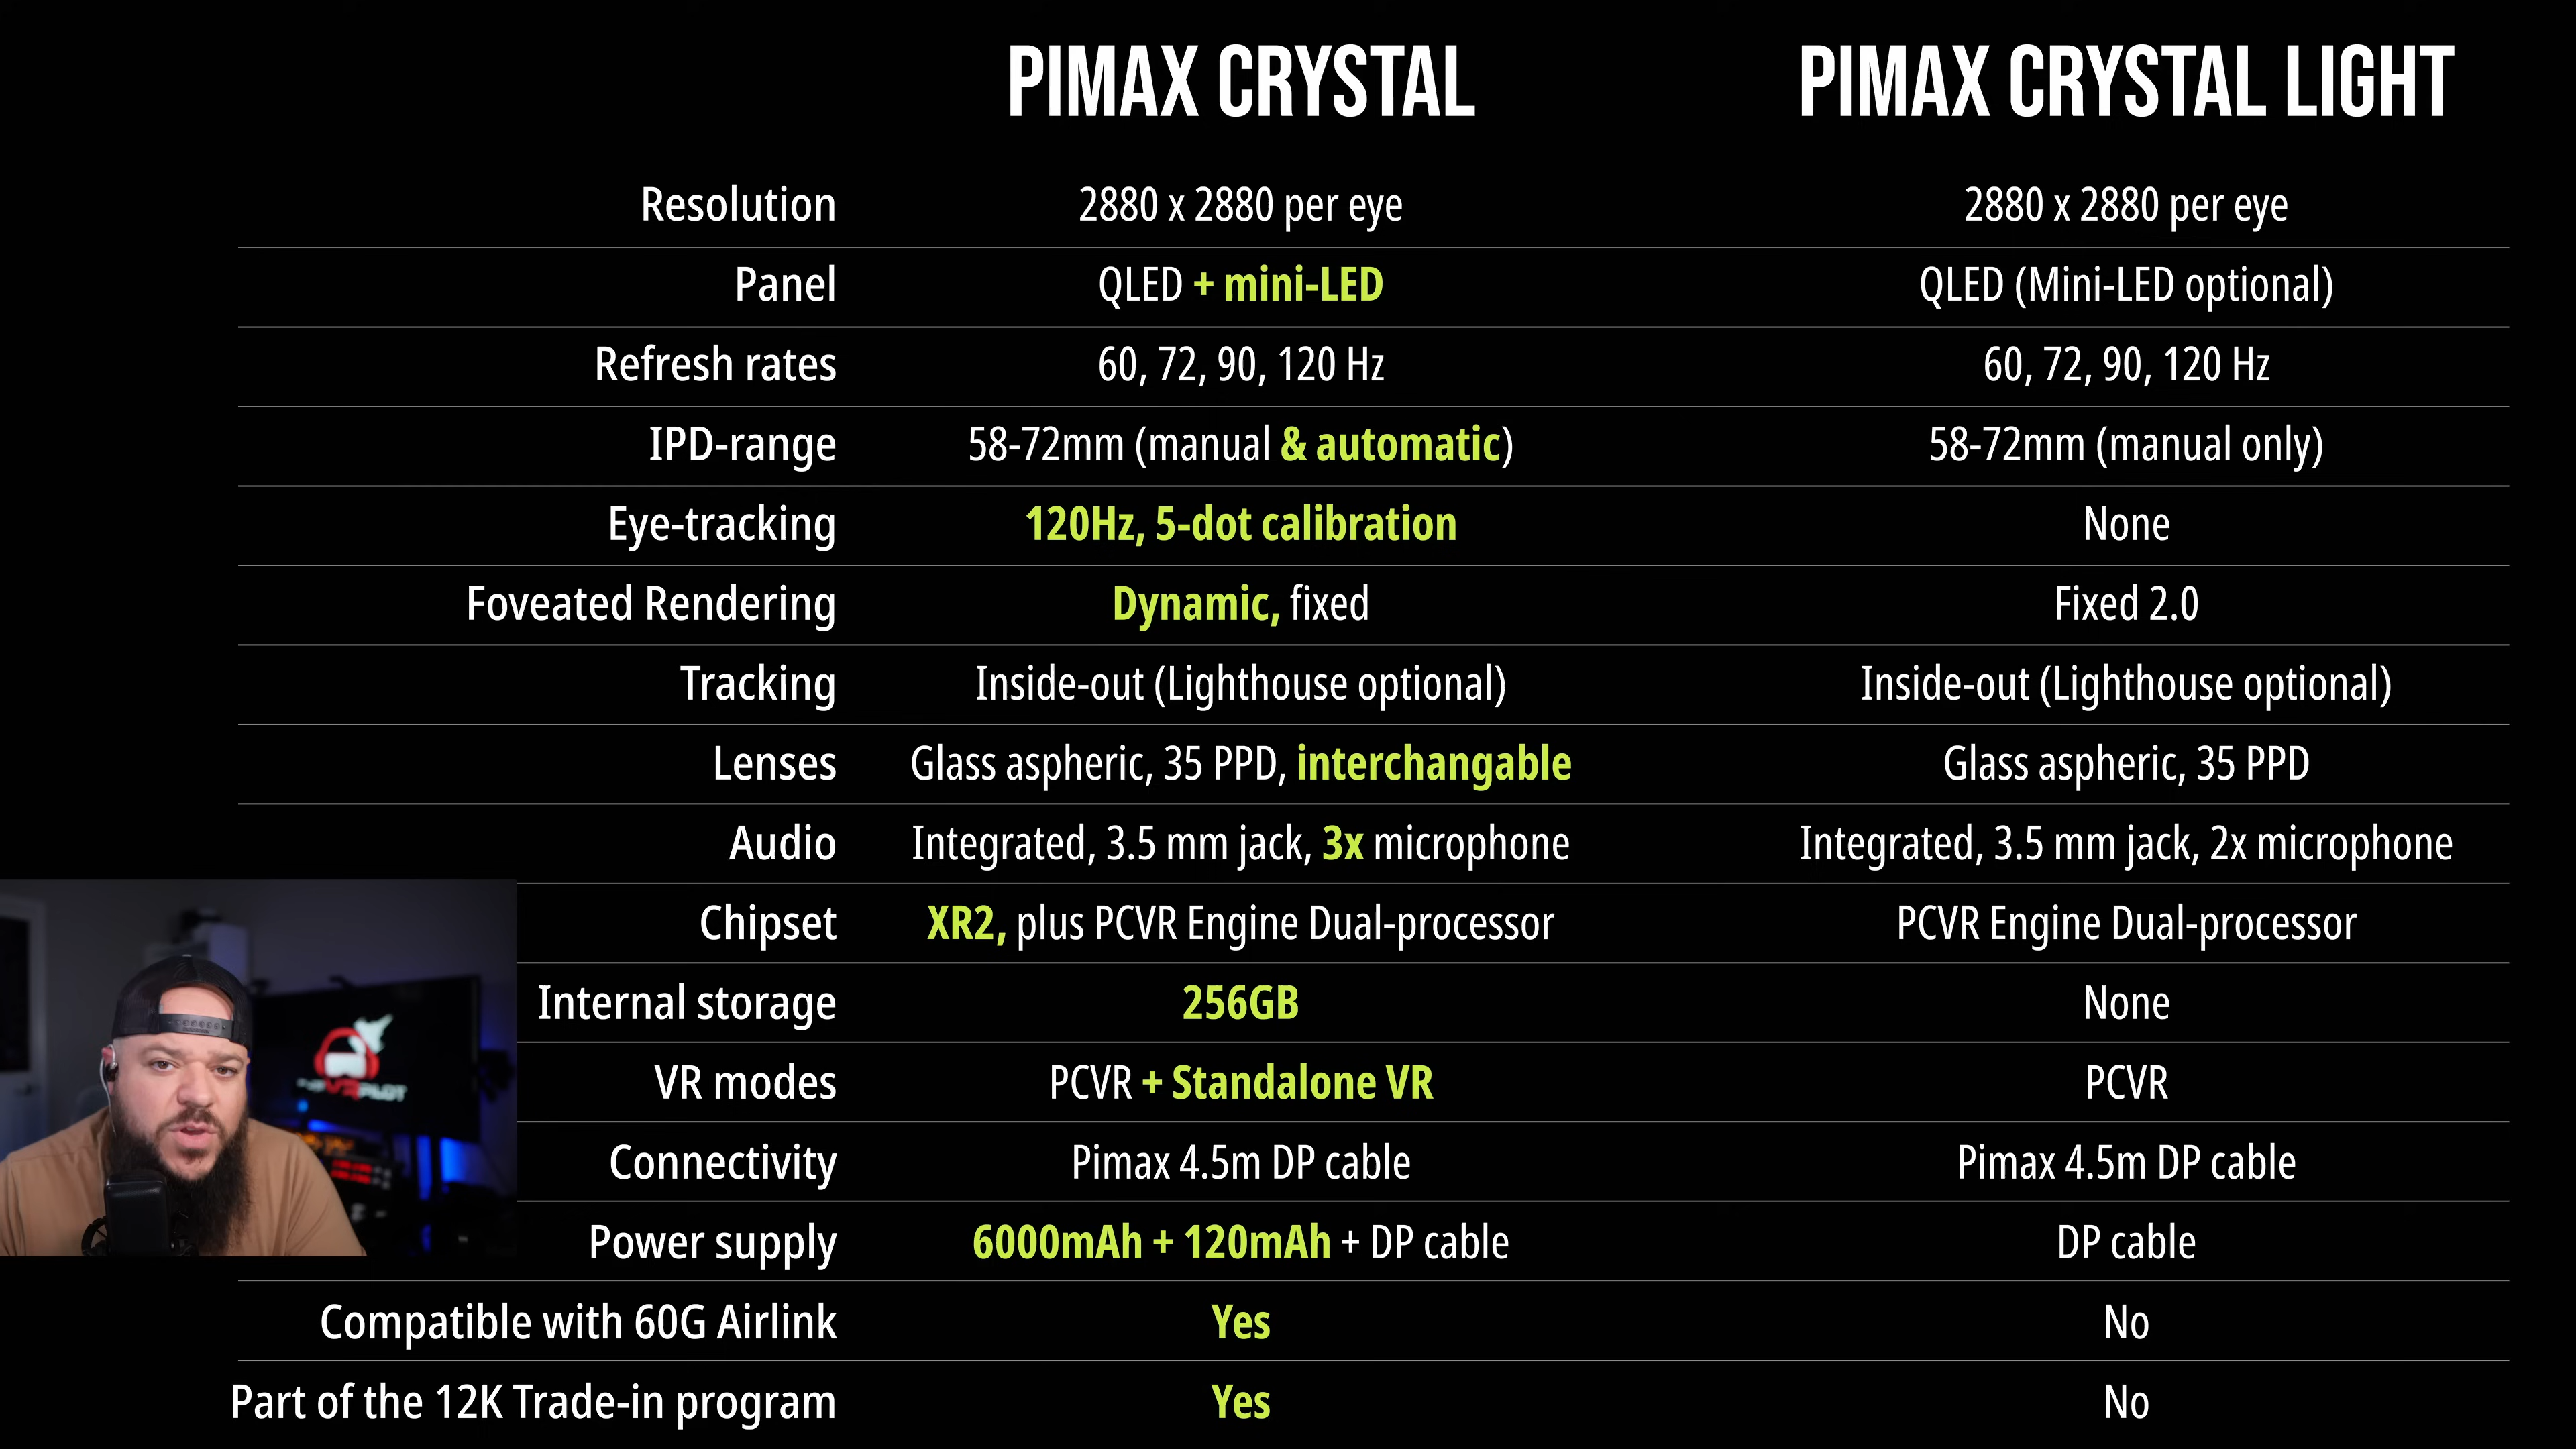 PIMAX CRYSTAL PIMAX CRYSTAL LIGHT
Resolution 2880 x 2880 per eye 2880 x 2880 per eye
Panel QLED + mini-LED QLED (Mini-LED optional)
Refresh rates 60, 72, 90, 120 Hz 60, 72, 90, 120 Hz
IPD-range 58-72mm (manual & automatic) 58-72mm (manual only)
Eye-tracking 120Hz, 5-dot calibration None
Foveated Rendering Dynamic, fixed Fixed 2.0
Tracking Inside-out (Lighthouse optional) Inside-out (Lighthouse optional)
Lenses Glass aspheric, 35 PPD, interchangable Glass aspheric, 35 PPD
Audio Integrated, 3.5 mm jack, 3x microphone Integrated, 3.5 mm jack, 2x microphone
Chipset XR2, plus PCVR Engine Dual-processor PCVR Engine Dual-processor
Internal storage 256GB None
VR modes PCVR + Standalone VR PCVR
Connectivity Pimax 4.5m DP cable Pimax 4.5m DP cable
Power supply 6000mAh + 120mAh + DP cable DP cable
Compatible with 60G Airlink Yes No
Part of the 12K Trade-in program Yes No